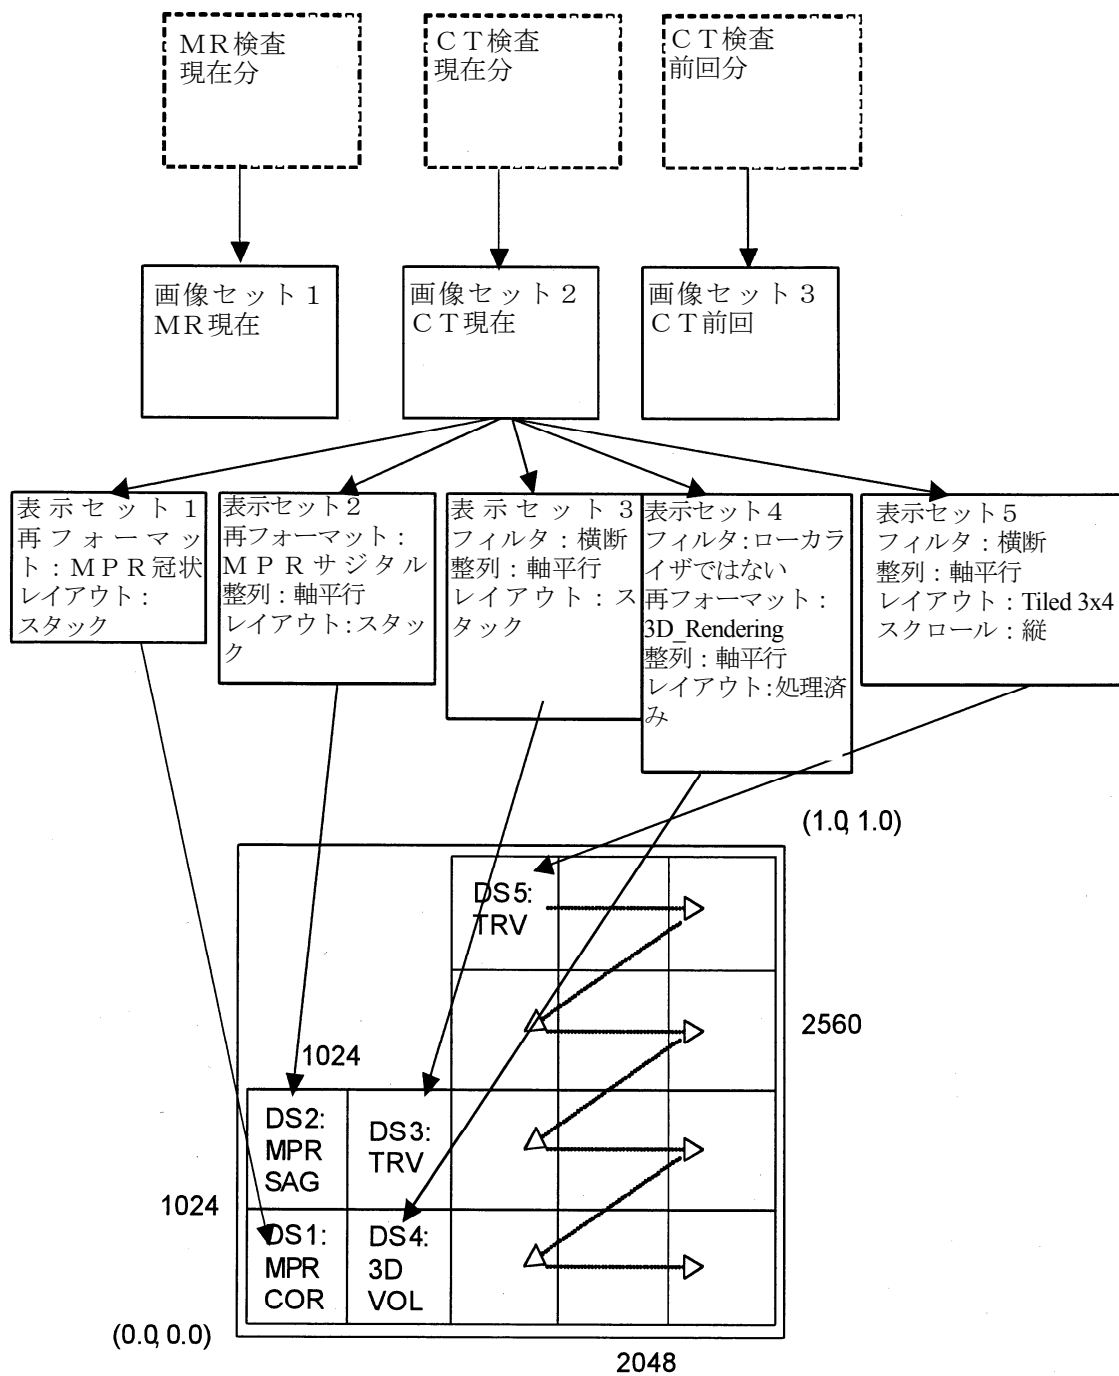 ＭＲ検査
現在分
ＣＴ検査
現在分
ＣＴ検査
前回分
画像セット１
ＭＲ現在
画像セット２
ＣＴ現在
画像セット３
ＣＴ前回
表示セット１
再フォーマッ
ト：ＭＰＲ冠状
レイアウト：
スタック
表示セット２
再フォーマット：
ＭＰＲサジタル
整列：軸平行
レイアウト：スタッ
ク
表示セット３
フィルタ：横断
整列：軸平行
レイアウト：ス
タック
表示セット４
フィルタ：ローカラ
イザではない
再フォーマット：
3D_Rendering
整列：軸平行
レイアウト：処理済
み
表示セット５
フィルタ：横断
整列：軸平行
レイアウト：Tiled 3x4
スクロール：縦
(1.0, 1.0)
DS5:
TRV
2560
1024
DS2:
MPR
SAG
DS3:
TRV
1024
DS1:
MPR
COR
DS4:
3D
VOL
(0.0, 0.0)
2048